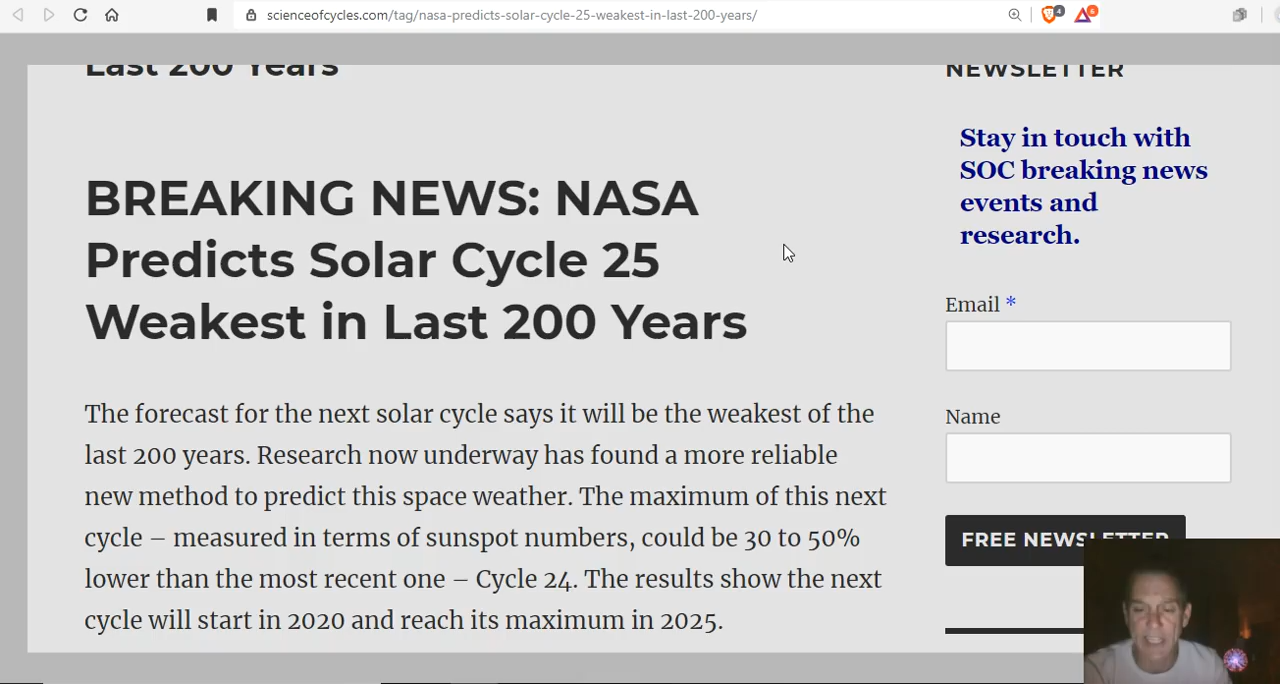 scienceofcycles.com/tag/nasa-predicts-solar-cycle-25-weakest-in-last-200-years/
4
6
Last 200 Years
BREAKING NEWS: NASA
Predicts Solar Cycle 25
Weakest in Last 200 Years
The forecast for the next solar cycle says it will be the weakest of the
last 200 years. Research now underway has found a more reliable
new method to predict this space weather. The maximum of this next
cycle – measured in terms of sunspot numbers, could be 30 to 50%
lower than the most recent one – Cycle 24. The results show the next
cycle will start in 2020 and reach its maximum in 2025.
NEWSLETTER
Stay in touch with
SOC breaking news
events and
research.
Email *
Name
FREE NEWSLETTER